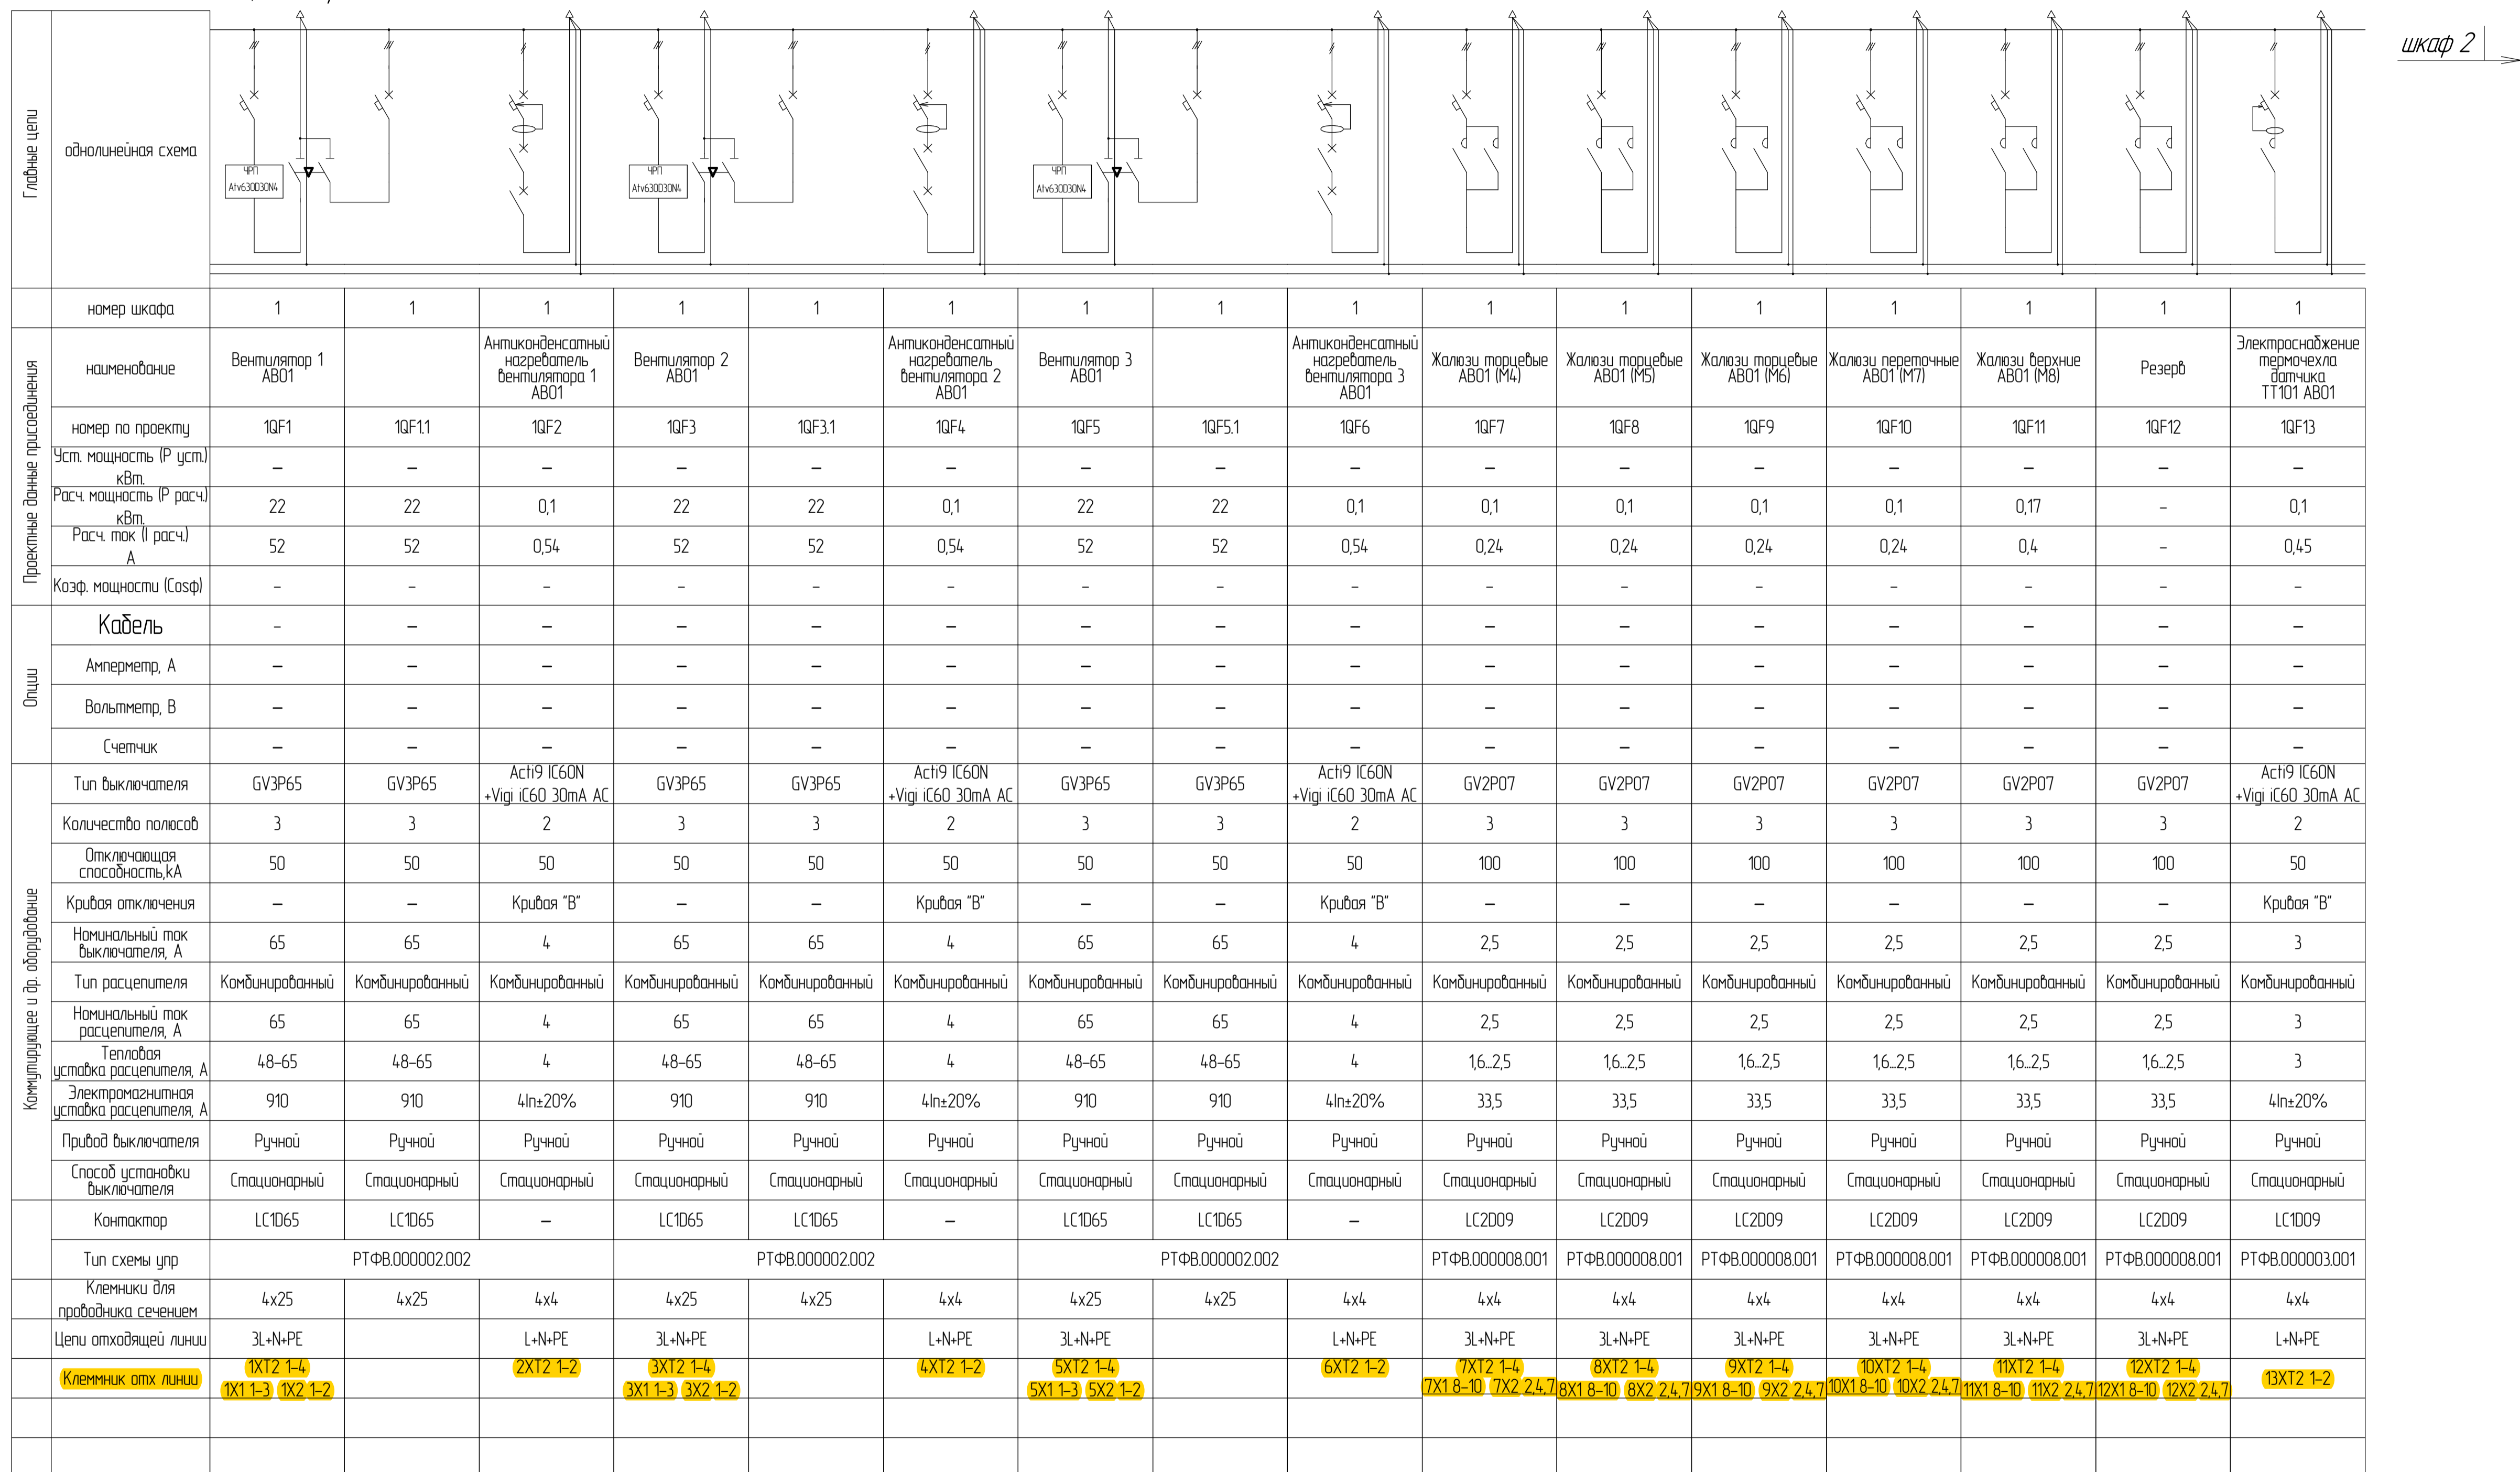 шкаф 2
Главные цепи
однолинейная схема
ЧРП
Atv630D30N4
ЧРП
Atv630D30N4
ЧРП
Atv630D30N4
номер шкафа 1 1 1 1 1 1 1 1 1 1 1 1 1 1 1 1
Проектные данные присоединения
наименование
Вентилятор 1
АВ01
Антиконденсатный
нагреватель
вентилятора 1
АВ01
Вентилятор 2
АВ01
Антиконденсатный
нагреватель
вентилятора 2
АВ01
Вентилятор 3
АВ01
Антиконденсатный
нагреватель
вентилятора 3
АВ01
Жалюзи торцевые
АВ01 (М4)
Жалюзи торцевые
АВ01 (М5)
Жалюзи торцевые
АВ01 (М6)
Жалюзи переточные
АВ01 (М7)
Жалюзи верхние
АВ01 (М8)
Резерв
Электроснабжение
термочехла
датчика
ТТ101 АВ01
номер по проекту 1QF1 1QF1.1 1QF2 1QF3 1QF3.1 1QF4 1QF5 1QF5.1 1QF6 1QF7 1QF8 1QF9 1QF10 1QF11 1QF12 1QF13
Уст. мощность (Р уст.)
кВт.
– – – – – – – – – – – – – – – –
Расч. мощность (Р расч.)
кВт.
22 22 0,1 22 22 0,1 22 22 0,1 0,1 0,1 0,1 0,1 0,17 – 0,1
Расч. ток (I расч.)
А
52 52 0,54 52 52 0,54 52 52 0,54 0,24 0,24 0,24 0,24 0,4 – 0,45
Коэф. мощности (Cosф) – – – – – – – – – – – – – – – –
Опции
Кабель – – – – – – – – – – – – – – – –
Амперметр, А – – – – – – – – – – – – – – – –
Вольтметр, В – – – – – – – – – – – – – – – –
Счетчик – – – – – – – – – – – – – – – –
Коммутирующее и др. оборудование
Тип выключателя
GV3P65
GV3P65
Acti9 IC60N
+Vigi iC60 30mA AC
GV3P65
GV3P65
Acti9 IC60N
+Vigi iC60 30mA AC
GV3P65
GV3P65
Acti9 IC60N
+Vigi iC60 30mA AC
GV2P07
GV2P07
GV2P07
GV2P07
GV2P07
GV2P07
Acti9 IC60N
+Vigi iC60 30mA AC
Количество полюсов 3 3 2 3 3 2 3 3 2 3 3 3 3 3 3 2
Отключающая
способность,kA
50 50 50 50 50 50 50 50 50 100 100 100 100 100 100 50
Кривая отключения – – Кривая "В" – – Кривая "В" – – Кривая "В" – – – – – – Кривая "В"
Номинальный ток
выключателя, А
65 65 4 65 65 4 65 65 4 2,5 2,5 2,5 2,5 2,5 2,5 3
Тип расцепителя Комбинированный Комбинированный Комбинированный Комбинированный Комбинированный Комбинированный Комбинированный Комбинированный Комбинированный Комбинированный Комбинированный Комбинированный Комбинированный Комбинированный Комбинированный Комбинированный
Номинальный ток
расцепителя, А
65 65 4 65 65 4 65 65 4 2,5 2,5 2,5 2,5 2,5 2,5 3
Тепловая
уставка расцепителя, А
48–65 48–65 4 48–65 48–65 4 48–65 48–65 4 1,6...2,5 1,6...2,5 1,6...2,5 1,6...2,5 1,6...2,5 1,6...2,5 3
Электромагнитная
уставка расцепителя, А
910 910 4In±20% 910 910 4In±20% 910 910 4In±20% 33,5 33,5 33,5 33,5 33,5 33,5 4In±20%
Привод выключателя Ручной Ручной Ручной Ручной Ручной Ручной Ручной Ручной Ручной Ручной Ручной Ручной Ручной Ручной Ручной Ручной
Способ установки
выключателя
Стационарный Стационарный Стационарный Стационарный Стационарный Стационарный Стационарный Стационарный Стационарный Стационарный Стационарный Стационарный Стационарный Стационарный Стационарный Стационарный
Контактор LC1D65 LC1D65 – LC1D65 LC1D65 – LC1D65 LC1D65 – LC2D09 LC2D09 LC2D09 LC2D09 LC2D09 LC2D09 LC1D09
Тип схемы упр РТФВ.000002.002 РТФВ.000002.002 РТФВ.000002.002 РТФВ.000008.001 РТФВ.000008.001 РТФВ.000008.001 РТФВ.000008.001 РТФВ.000008.001 РТФВ.000008.001 РТФВ.000003.001
Клемники для
проводника сечением
4х25 4х25 4х4 4х25 4х25 4х4 4х25 4х25 4х4 4х4 4х4 4х4 4х4 4х4 4х4 4х4
Цепи отходящей линии 3L+N+PE L+N+PE 3L+N+PE L+N+PE 3L+N+PE L+N+PE 3L+N+PE 3L+N+PE 3L+N+PE 3L+N+PE 3L+N+PE 3L+N+PE L+N+PE
Клеммник отх линии
1XT2 1–4
1X1 1–3 1X2 1–2
2XT2 1–2
3XT2 1–4
3X1 1–3 3X2 1–2
4XT2 1–2
5XT2 1–4
5X1 1–3 5X2 1–2
6XT2 1–2
7XT2 1–4
7X1 8–10 7X2 2,4,7
8XT2 1–4
8X1 8–10 8X2 2,4,7
9XT2 1–4
9X1 8–10 9X2 2,4,7
10XT2 1–4
10X1 8–10 10X2 2,4,7
11XT2 1–4
11X1 8–10 11X2 2,4,7
12XT2 1–4
12X1 8–10 12X2 2,4,7
13XT2 1–2